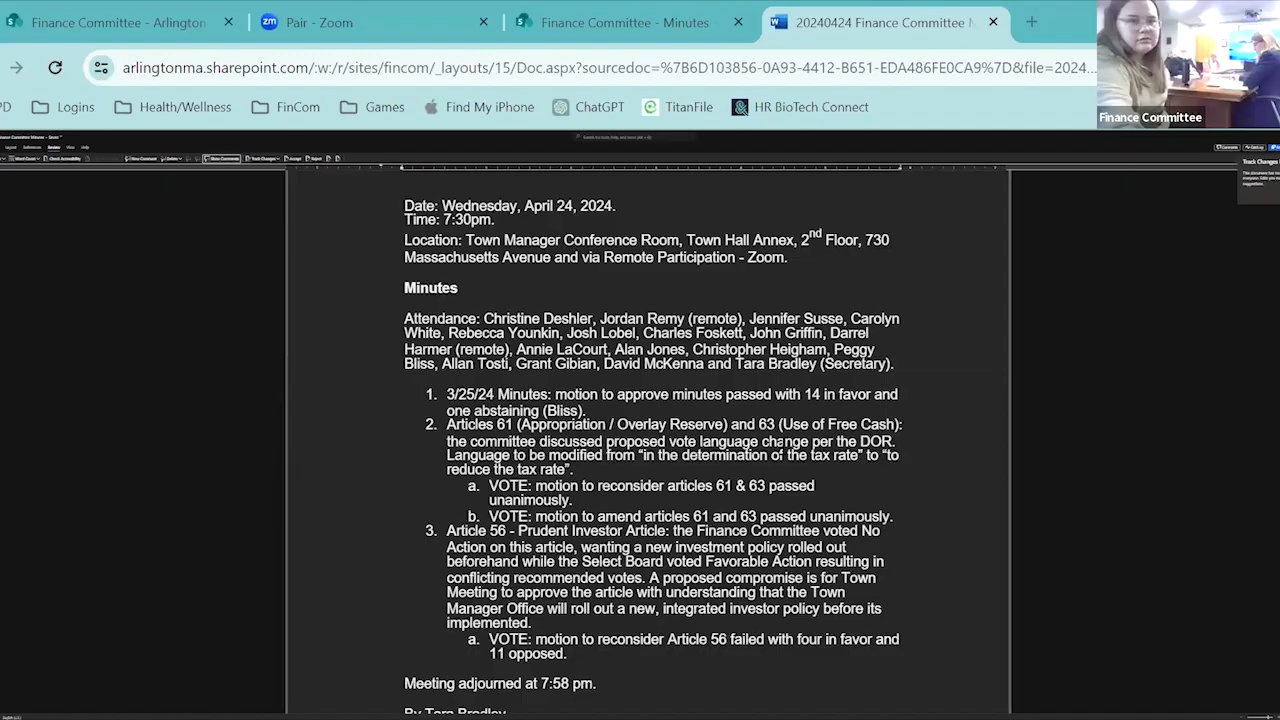 Finance Committee - Arlington
Pair - Zoom
Finance Committee - Minutes
20240424 Finance Committee
arlingtonma.sharepoint.com/:w:/r/sites/fincom/_layouts/15/
aspx?sourcedoc=%7B6D103856-0A93-4412-B651-EDA486FE0CA9%7D&file=2024...
PD
Logins
Health/Wellness
FinCom
Games
Find My iPhone
ChatGPT
TitanFile
HR BioTech Connect
Finance Committee
Date: Wednesday, April 24, 2024.
Time: 7:30pm.
Location: Town Manager Conference Room, Town Hall Annex, 2nd Floor, 730
Massachusetts Avenue and via Remote Participation - Zoom.
Minutes
Attendance: Christine Deshler, Jordan Remy (remote), Jennifer Susse, Carolyn
White, Rebecca Younkin, Josh Lobel, Charles Foskett, John Griffin, Darrel
Harmer (remote), Annie LaCourt, Alan Jones, Christopher Heigham, Peggy
Bliss, Allan Tosti, Grant Gibian, David McKenna and Tara Bradley (Secretary).
1. 3/25/24 Minutes: motion to approve minutes passed with 14 in favor and
one abstaining (Bliss).
2. Articles 61 (Appropriation / Overlay Reserve) and 63 (Use of Free Cash):
the committee discussed proposed vote language change per the DOR.
Language to be modified from “in the determination of the tax rate” to “to
reduce the tax rate”.
a. VOTE: motion to reconsider articles 61 & 63 passed
unanimously.
b. VOTE: motion to amend articles 61 and 63 passed unanimously.
3. Article 56 - Prudent Investor Article: the Finance Committee voted No
Action on this article, wanting a new investment policy rolled out
beforehand while the Select Board voted Favorable Action resulting in
conflicting recommended votes. A proposed compromise is for Town
Meeting to approve the article with understanding that the Town
Manager Office will roll out a new, integrated investor policy before its
implemented.
a. VOTE: motion to reconsider Article 56 failed with four in favor and
11 opposed.
Meeting adjourned at 7:58 pm.
By Tara Bradley